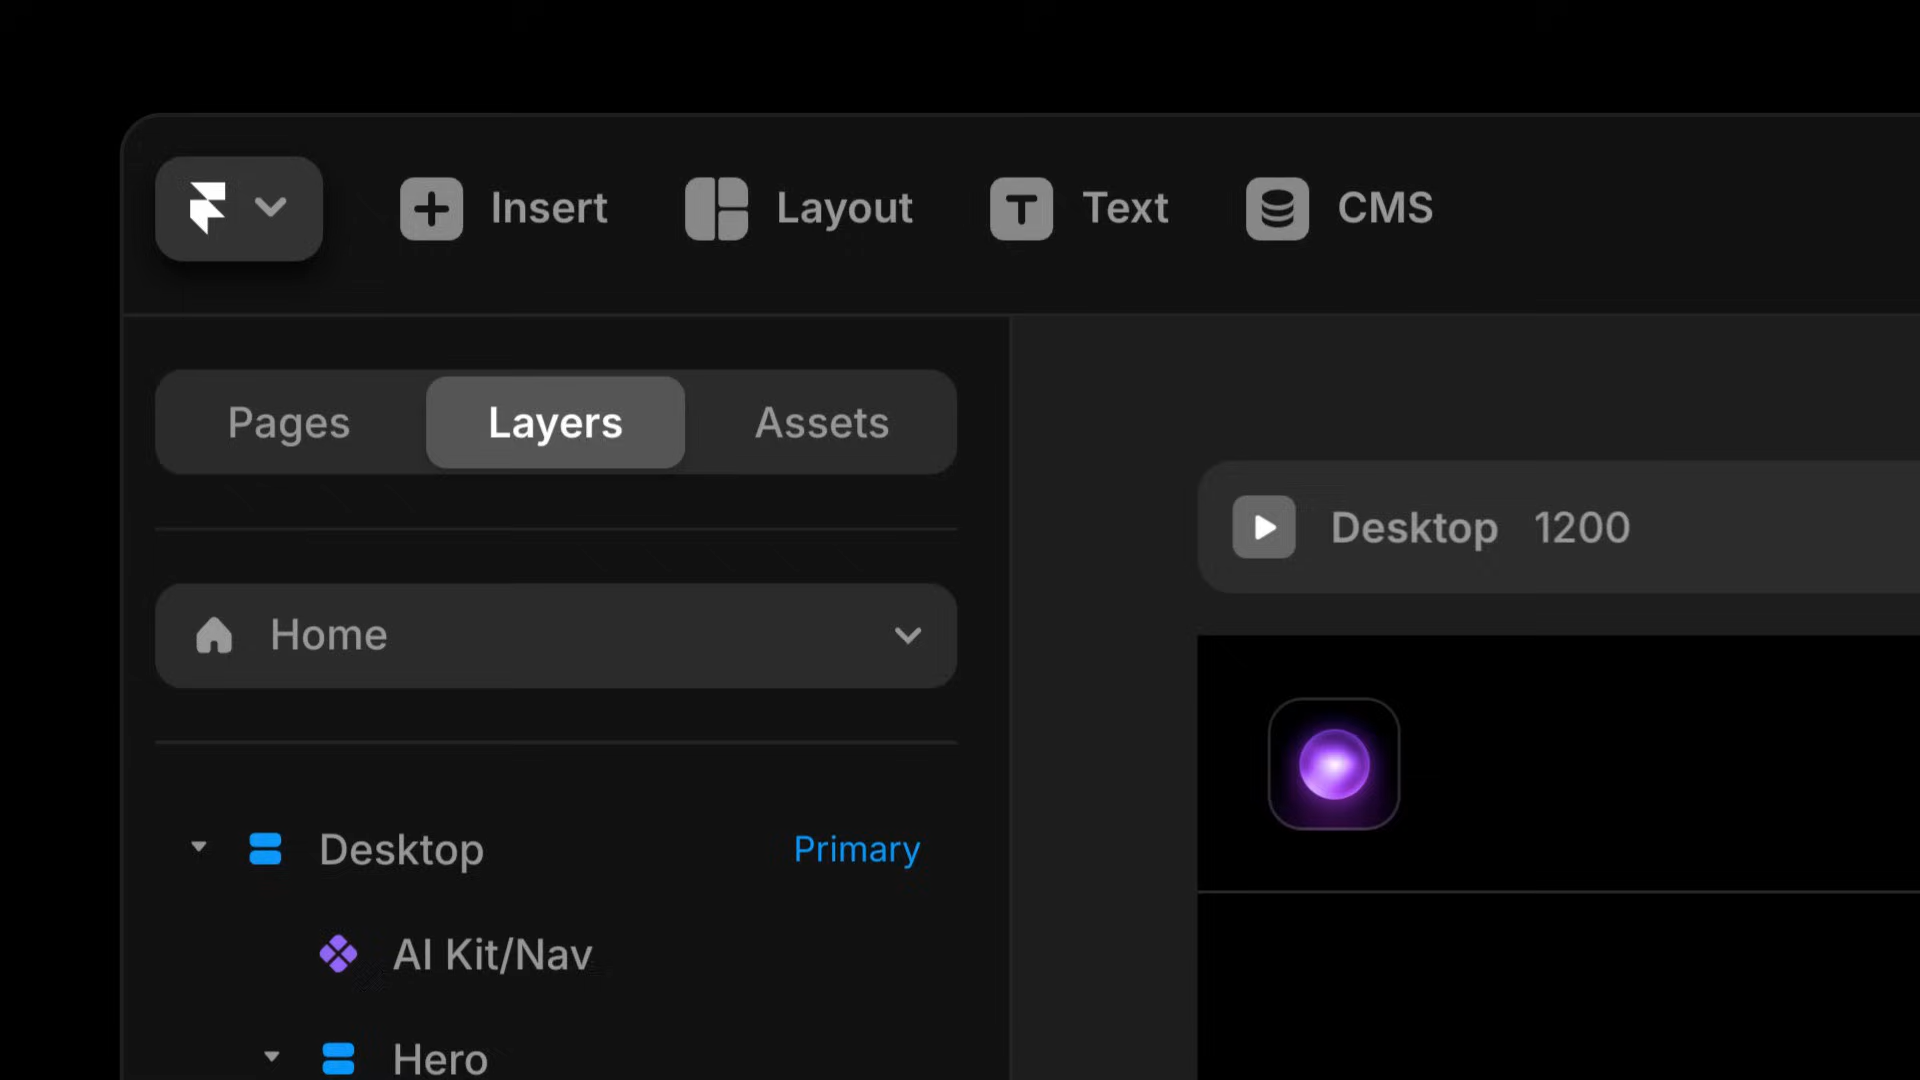 Insert Layout Text CMS
Pages Layers Assets
Desktop 1200
Home
Desktop Primary
AI Kit/Nav
Hero